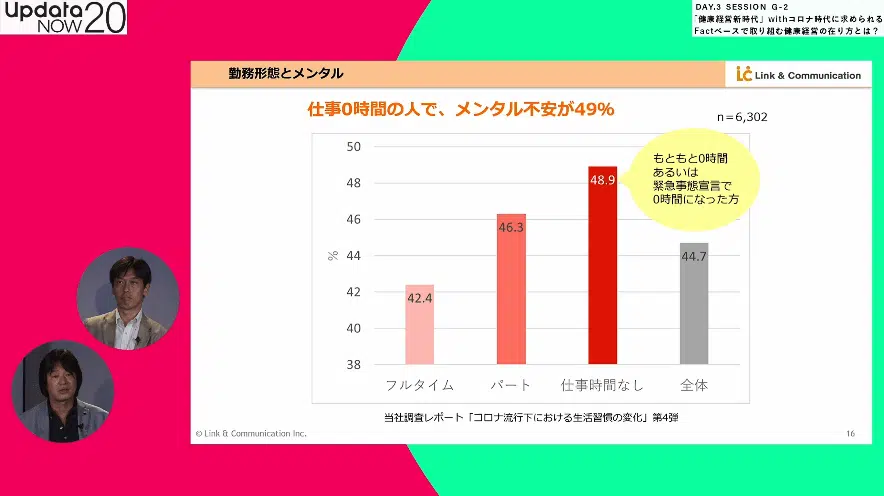 Updata
NOW20
DAY.3 SESSION G-2
「健康経営新時代」withコロナ時代に求められる
Factベースで取り組む健康経営の在り方とは？
勤務形態とメンタル
Link & Communication
仕事0時間の人で、メンタル不安が49%
n＝6,302
もともと0時間
あるいは
緊急事態宣言で
0時間になった方
50
48
46
44
42
40
38
%
42.4
46.3
48.9
44.7
フルタイム
パート
仕事時間なし
全体
当社調査レポート「コロナ流行下における生活習慣の変化」第4弾
© Link & Communication Inc.
16